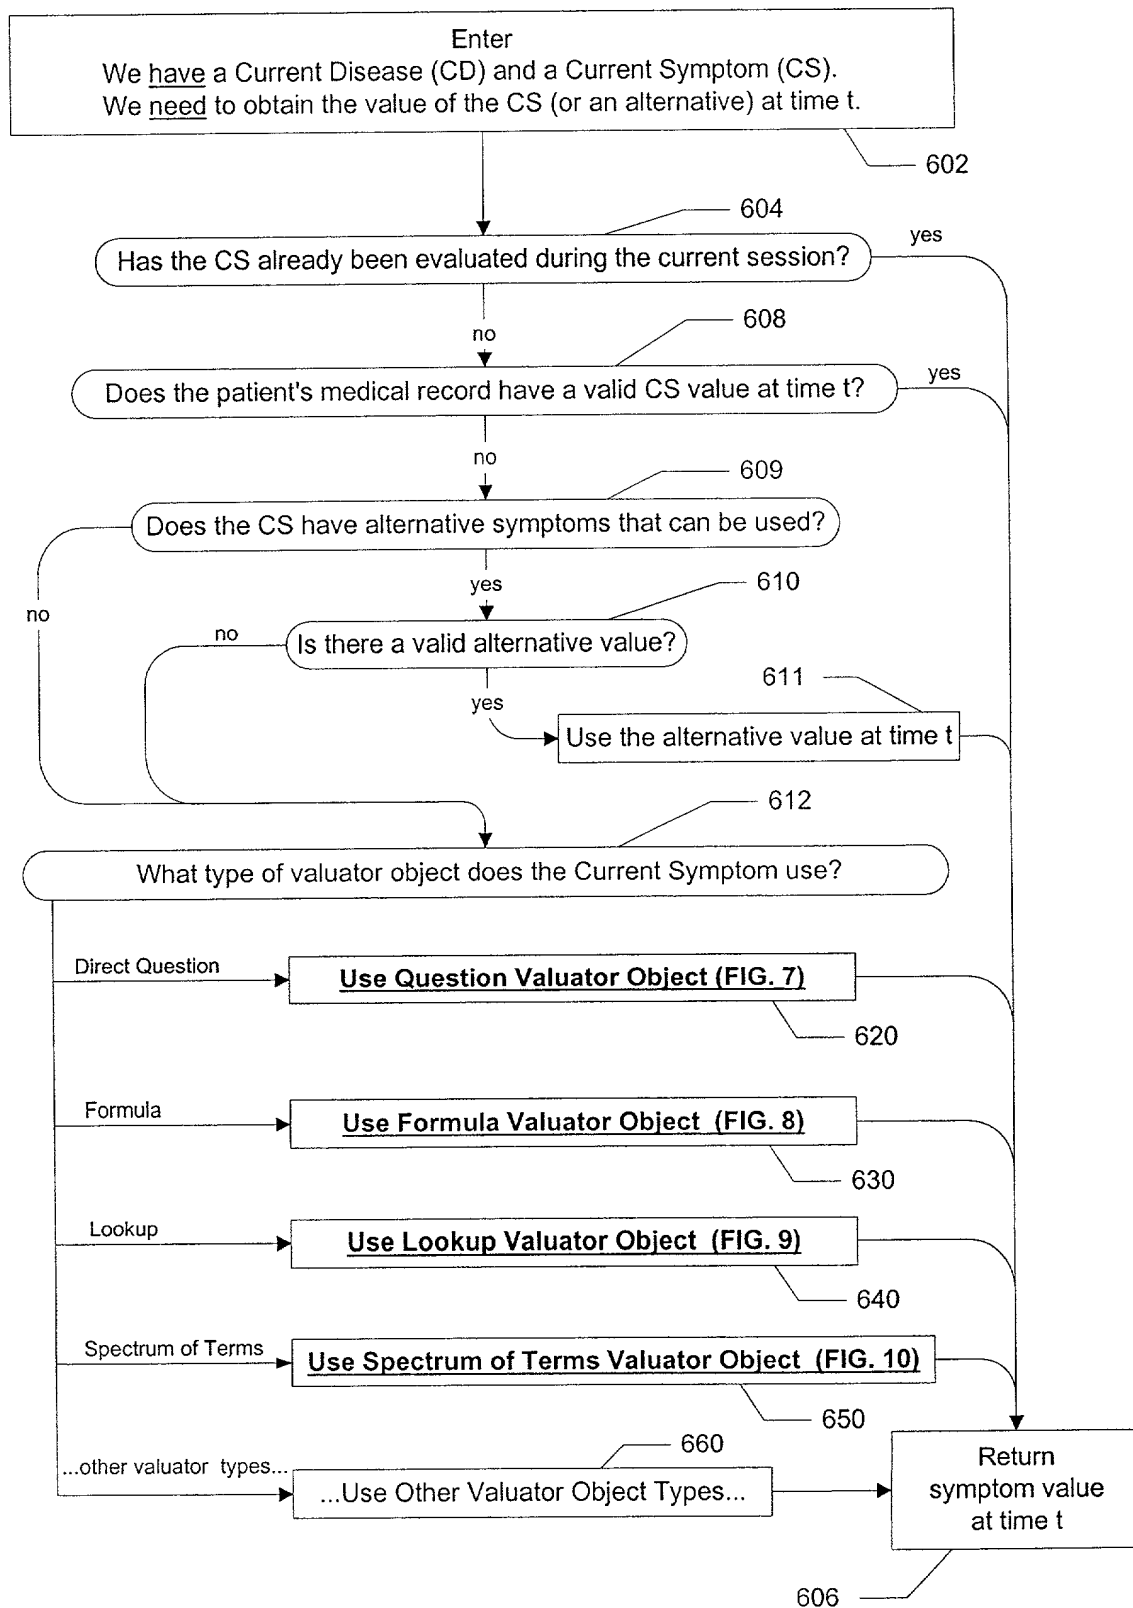 Enter
We have a Current Disease (CD) and a Current Symptom (CS).
We need to obtain the value of the CS (or an alternative) at time t.
602
604
yes
Has the CS already been evaluated during the current session?
608
no
yes
Does the patient's medical record have a valid CS value at time t?
no
609
Does the CS have alternative symptoms that can be used?
yes
610
no
no
Is there a valid alternative value?
611
yes
Use the alternative value at time t
612
What type of valuator object does the Current Symptom use?
Direct Question
Use Question Valuator Object (FIG. 7)
620
Formula
Use Formula Valuator Object (FIG. 8)
630
Lookup
Use Lookup Valuator Object (FIG. 9)
640
Spectrum of Terms
Use Spectrum of Terms Valuator Object (FIG. 10)
650
660
...other valuator types...
...Use Other Valuator Object Types...
Return
symptom value
at time t
606